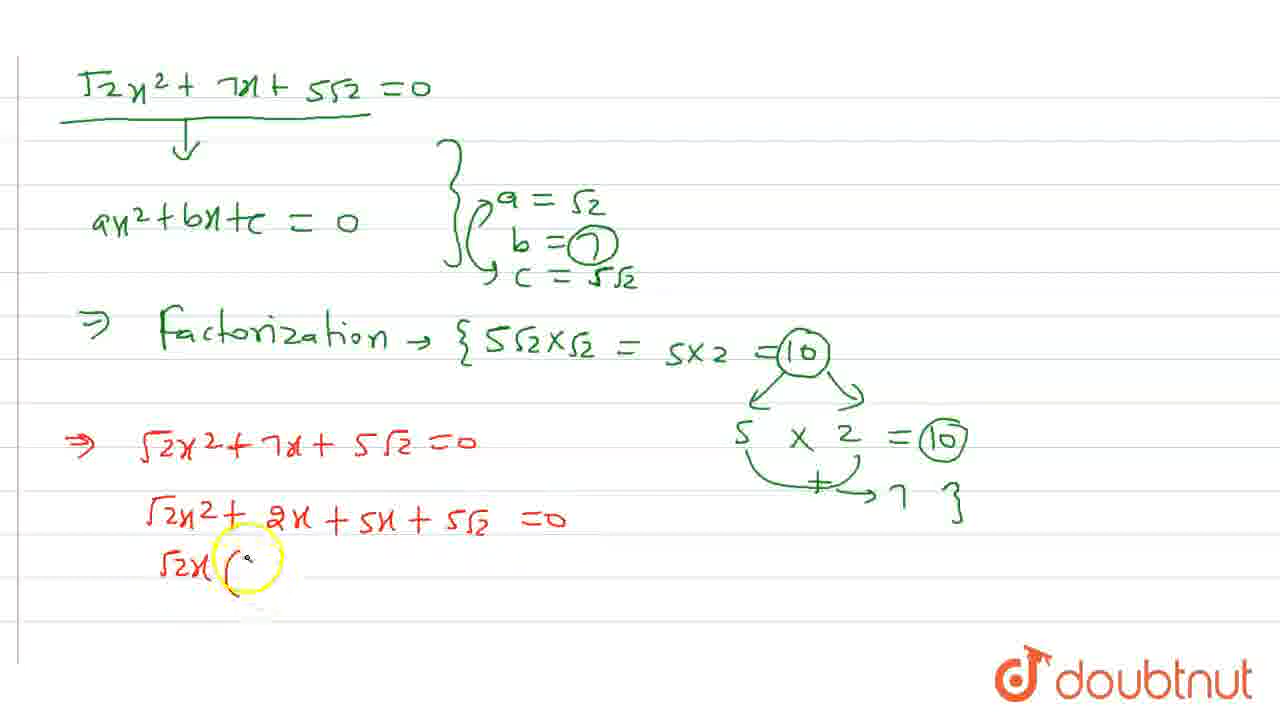 √2x² + 7x + 5√2 = 0
ax² + bx + c = 0
a = √2
b = 7
c = 5√2
⇒ Factorization → { 5√2 × √2 = 5×2 = 10
5 × 2 = 10
+ → 7 }
⇒ √2x² + 7x + 5√2 = 0
√2x² + 2x + 5x + 5√2 = 0
√2x (
doubtnut